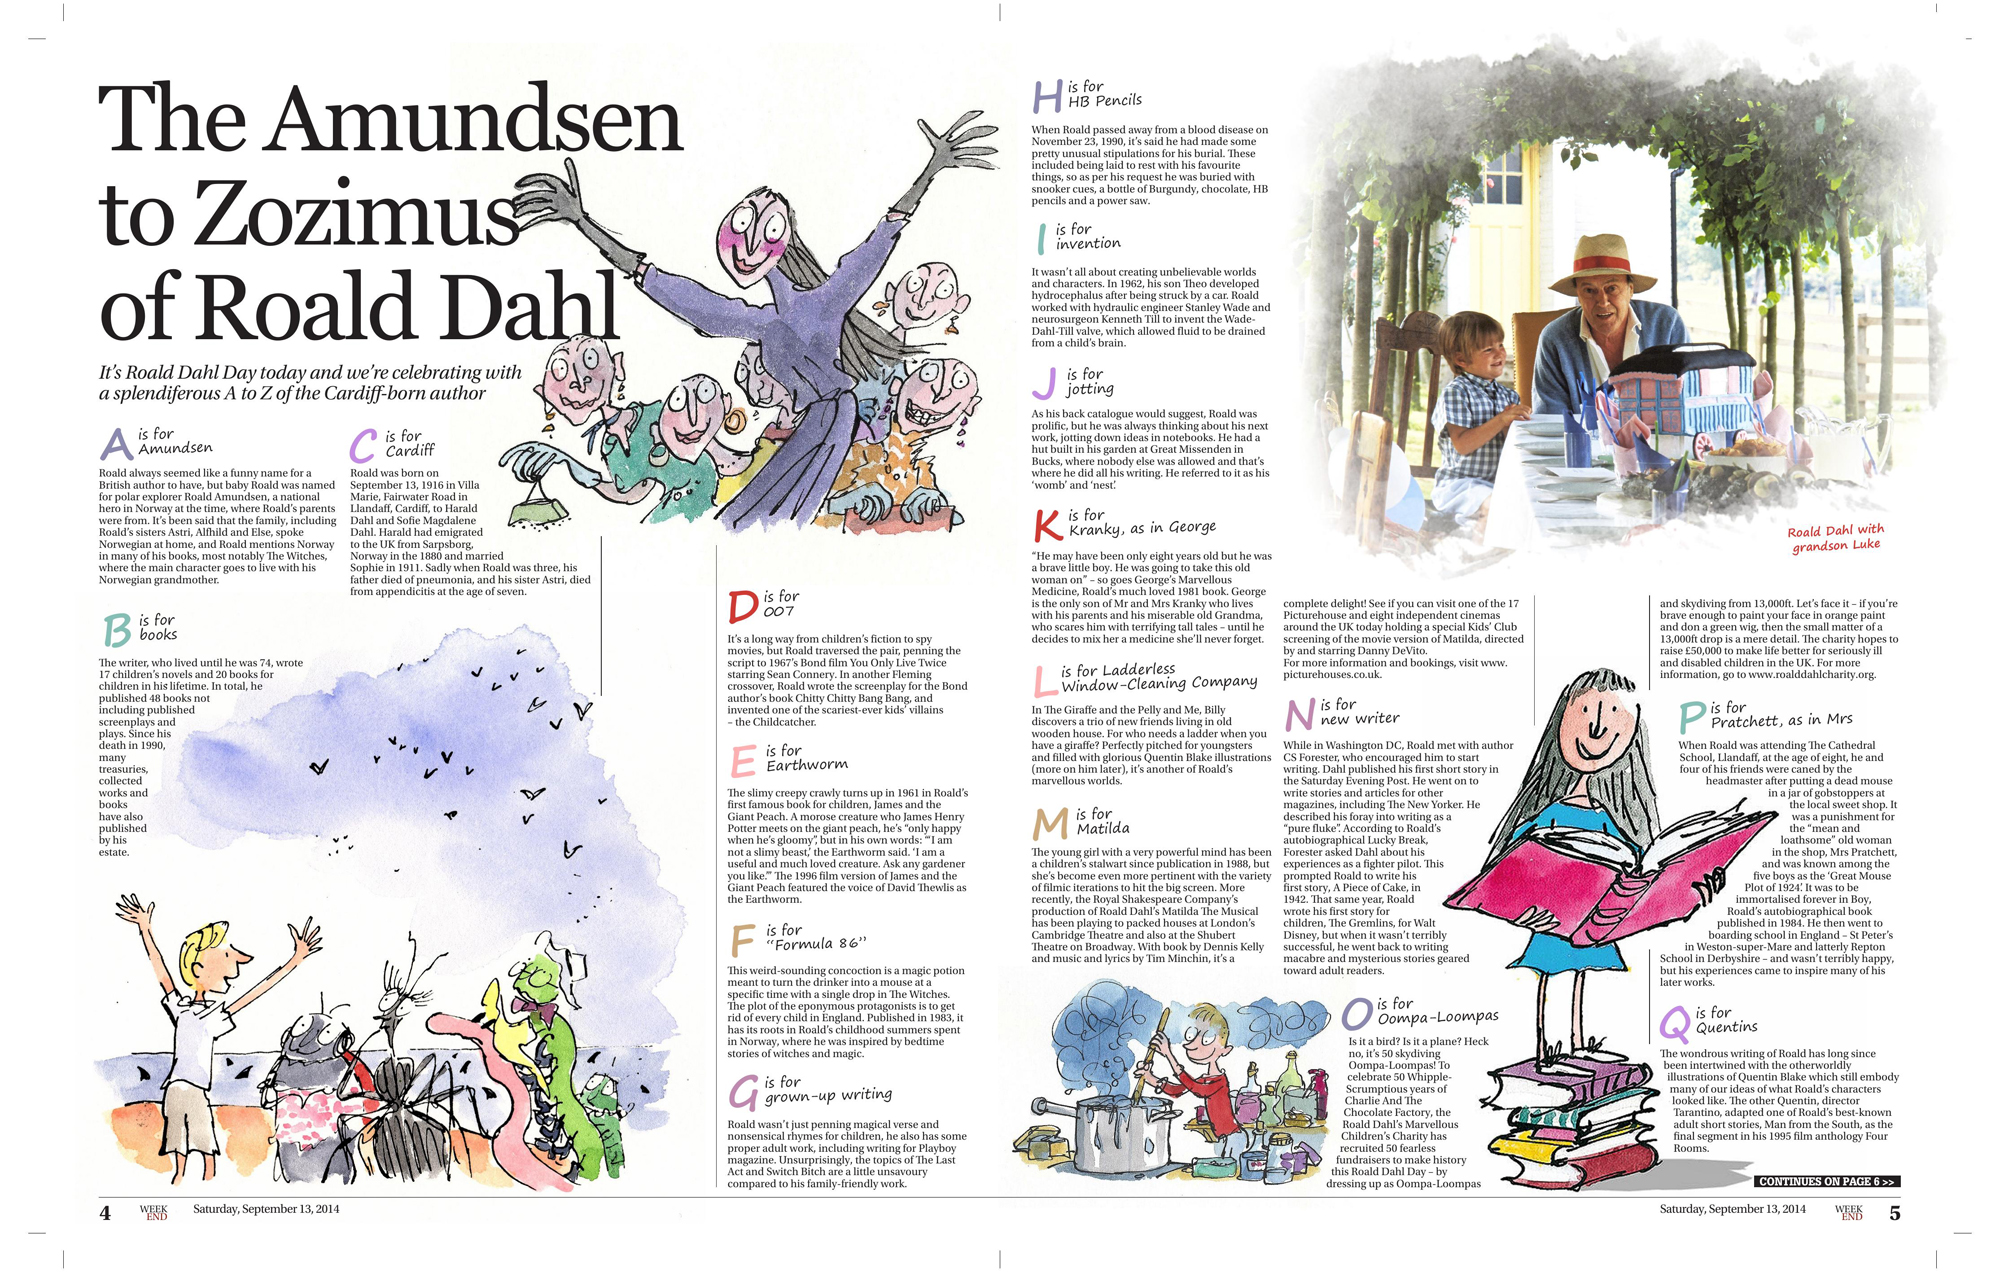 The Amundsen
to Zozimus
of Roald Dahl
It's Roald Dahl Day today and we're celebrating with
a splendiferous A to Z of the Cardiff-born author
A is for
Amundsen
Roald always seemed like a funny name for a
British author to have, but baby Roald was named
for polar explorer Roald Amundsen, a national
hero in Norway at the time, where Roald's parents
were from. It's been said that the family, including
Roald's sisters Astri, Alfhild and Else, spoke
Norwegian at home, and Roald mentions Norway
in many of his books, most notably The Witches,
where the main character goes to live with his
Norwegian grandmother.
B is for
books
The writer, who lived until he was 74, wrote
17 children's novels and 20 books for
children in his lifetime. In total, he
published 48 books not
including published
screenplays and
plays. Since his
death in 1990,
many
treasuries,
collected
works and
books
have also
published
by his
estate.
C is for
Cardiff
Roald was born on
September 13, 1916 in Villa
Marie, Fairwater Road in
Llandaff, Cardiff, to Harald
Dahl and Sofie Magdalene
Dahl. Harald had emigrated
to the UK from Sarpsborg,
Norway in the 1880 and married
Sophie in 1911. Sadly when Roald was three, his
father died of pneumonia, and his sister Astri, died
from appendicitis at the age of seven.
D is for
007
It's a long way from children's fiction to spy
movies, but Roald traversed the pair, penning the
script to 1967's Bond film You Only Live Twice
starring Sean Connery. In another Fleming
crossover, Roald wrote the screenplay for the Bond
author's book Chitty Chitty Bang Bang, and
invented one of the scariest-ever kids' villains
– the Childcatcher.
E is for
Earthworm
The slimy creepy crawly turns up in 1961 in Roald's
first famous book for children, James and the
Giant Peach. A morose creature who James Henry
Potter meets on the giant peach, he's "only happy
when he's gloomy", but in his own words: "'I am
not a slimy beast,' the Earthworm said. 'I am a
useful and much loved creature. Ask any gardener
you like.'" The 1996 film version of James and the
Giant Peach featured the voice of David Thewlis as
the Earthworm.
F is for
"Formula 86"
This weird-sounding concoction is a magic potion
meant to turn the drinker into a mouse at a
specific time with a single drop in The Witches.
The plot of the eponymous protagonists is to get
rid of every child in England. Published in 1983, it
has its roots in Roald's childhood summers spent
in Norway, where he was inspired by bedtime
stories of witches and magic.
G is for
grown-up writing
Roald wasn't just penning magical verse and
nonsensical rhymes for children, he also has some
proper adult work, including writing for Playboy
magazine. Unsurprisingly, the topics of The Last
Act and Switch Bitch are a little unsavoury
compared to his family-friendly work.
4 WEEK END Saturday, September 13, 2014
H is for
HB Pencils
When Roald passed away from a blood disease on
November 23, 1990, it's said he had made some
pretty unusual stipulations for his burial. These
included being laid to rest with his favourite
things, so as per his request he was buried with
snooker cues, a bottle of Burgundy, chocolate, HB
pencils and a power saw.
I is for
invention
It wasn't all about creating unbelievable worlds
and characters. In 1962, his son Theo developed
hydrocephalus after being struck by a car. Roald
worked with hydraulic engineer Stanley Wade and
neurosurgeon Kenneth Till to invent the Wade-
Dahl-Till valve, which allowed fluid to be drained
from a child's brain.
J is for
jotting
As his back catalogue would suggest, Roald was
prolific, but he was always thinking about his next
work, jotting down ideas in notebooks. He had a
hut built in his garden at Great Missenden in
Bucks, where nobody else was allowed and that's
where he did all his writing. He referred to it as his
'womb' and 'nest'.
K is for
Kranky, as in George
"He may have been only eight years old but he was
a brave little boy. He was going to take this old
woman on" – so goes George's Marvellous
Medicine, Roald's much loved 1981 book. George
is the only son of Mr and Mrs Kranky who lives
with his parents and his miserable old Grandma,
who scares him with terrifying tall tales – until he
decides to mix her a medicine she'll never forget.
L is for Ladderless
Window-Cleaning Company
In The Giraffe and the Pelly and Me, Billy
discovers a trio of new friends living in old
wooden house. For who needs a ladder when you
have a giraffe? Perfectly pitched for youngsters
and filled with glorious Quentin Blake illustrations
(more on him later), it's another of Roald's
marvellous worlds.
M is for
Matilda
The young girl with a very powerful mind has been
a children's stalwart since publication in 1988, but
she's become even more pertinent with the variety
of filmic iterations to hit the big screen. More
recently, the Royal Shakespeare Company's
production of Roald Dahl's Matilda The Musical
has been playing to packed houses at London's
Cambridge Theatre and also at the Shubert
Theatre on Broadway. With book by Dennis Kelly
and music and lyrics by Tim Minchin, it's a
Roald Dahl with
grandson Luke
complete delight! See if you can visit one of the 17
Picturehouse and eight independent cinemas
around the UK today holding a special Kids' Club
screening of the movie version of Matilda, directed
by and starring Danny DeVito.
For more information and bookings, visit www.
picturehouses.co.uk.
N is for
new writer
While in Washington DC, Roald met with author
CS Forester, who encouraged him to start
writing. Dahl published his first short story in
the Saturday Evening Post. He went on to
write stories and articles for other
magazines, including The New Yorker. He
described his foray into writing as a
"pure fluke". According to Roald's
autobiographical Lucky Break,
Forester asked Dahl about his
experiences as a fighter pilot. This
prompted Roald to write his
first story, A Piece of Cake, in
1942. That same year, Roald
wrote his first story for
children, The Gremlins, for Walt
Disney, but when it wasn't terribly
successful, he went back to writing
macabre and mysterious stories geared
toward adult readers.
O is for
Oompa-Loompas
Is it a bird? Is it a plane? Heck
no, it's 50 skydiving
Oompa-Loompas! To
celebrate 50 Whipple-
Scrumptious years of
Charlie And The
Chocolate Factory, the
Roald Dahl's Marvellous
Children's Charity has
recruited 50 fearless
fundraisers to make history
this Roald Dahl Day – by
dressing up as Oompa-Loompas
and skydiving from 13,000ft. Let's face it – if you're
brave enough to paint your face in orange paint
and don a green wig, then the small matter of a
13,000ft drop is a mere detail. The charity hopes to
raise £50,000 to make life better for seriously ill
and disabled children in the UK. For more
information, go to www.roalddahlcharity.org.
P is for
Pratchett, as in Mrs
When Roald was attending The Cathedral
School, Llandaff, at the age of eight, he and
four of his friends were caned by the
headmaster after putting a dead mouse
in a jar of gobstoppers at
the local sweet shop. It
was a punishment for
the "mean and
loathsome" old woman
in the shop, Mrs Pratchett,
and was known among the
five boys as the 'Great Mouse
Plot of 1924'. It was to be
immortalised forever in Boy,
Roald's autobiographical book
published in 1984. He then went to
boarding school in England – St Peter's
in Weston-super-Mare and latterly Repton
School in Derbyshire – and wasn't terribly happy,
but his experiences came to inspire many of his
later works.
Q is for
Quentins
The wondrous writing of Roald has long since
been intertwined with the otherworldly
illustrations of Quentin Blake which still embody
many of our ideas of what Roald's characters
looked like. The other Quentin, director
Tarantino, adapted one of Roald's best-known
adult short stories, Man from the South, as the
final segment in his 1995 film anthology Four
Rooms.
CONTINUES ON PAGE 6 >>
Saturday, September 13, 2014 WEEK END 5